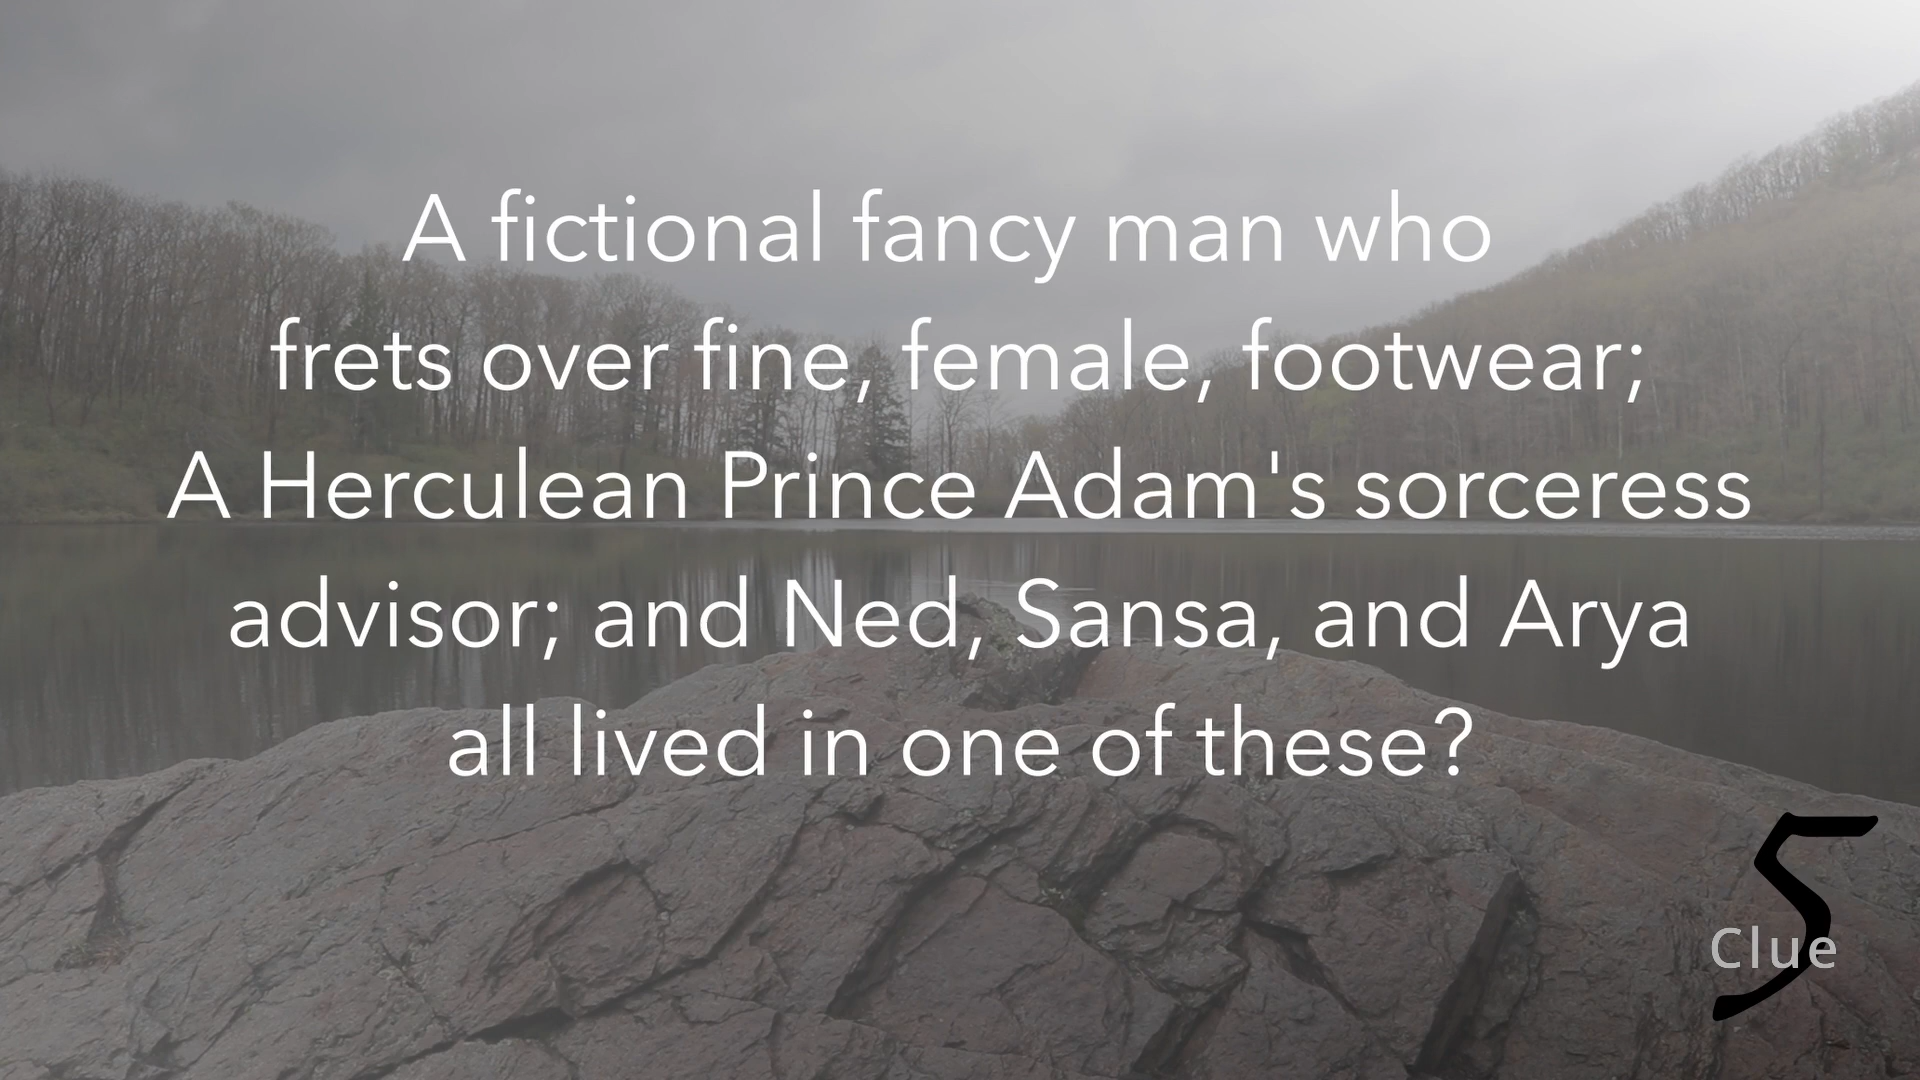 A fictional fancy man who
frets over fine, female, footwear;
A Herculean Prince Adam's sorceress
advisor; and Ned, Sansa, and Arya
all lived in one of these?
5
Clue